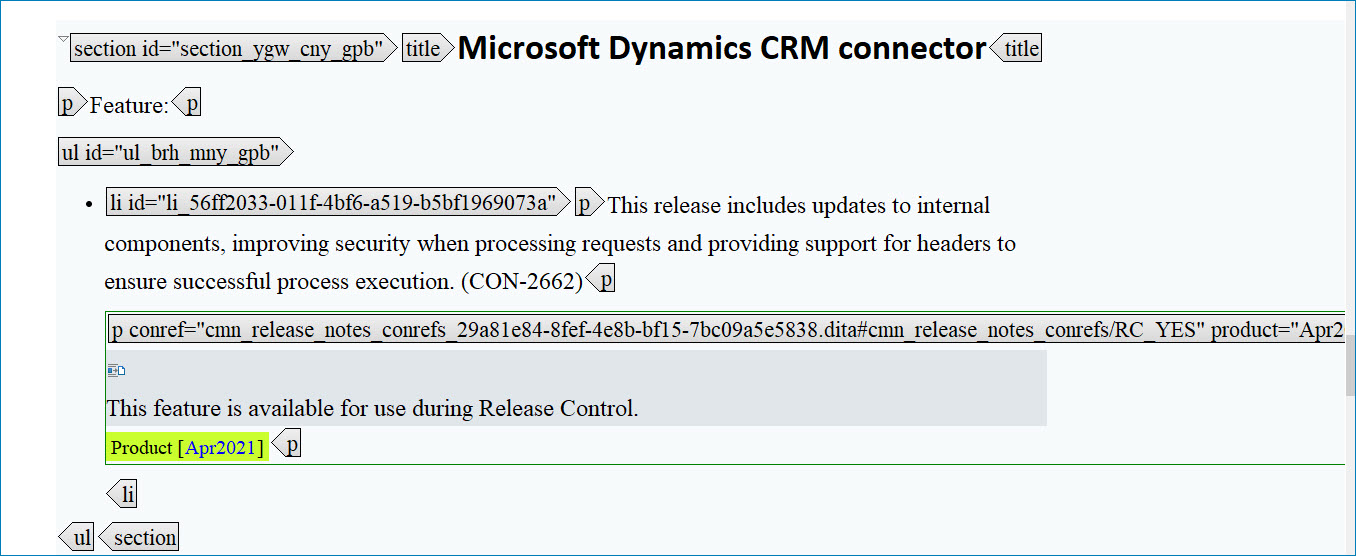 section id="section_ygw_cny_gpb" title Microsoft Dynamics CRM connector title
p Feature: p
ul id="ul_brh_mny_gpb"
• li id="li_56ff2033-011f-4bf6-a519-b5bf1969073a" p This release includes updates to internal
components, improving security when processing requests and providing support for headers to
ensure successful process execution. (CON-2662) p
p conref="cmn_release_notes_conrefs_29a81e84-8fef-4e8b-bf15-7bc09a5e5838.dita#cmn_release_notes_conrefs/RC_YES" product="Apr2
This feature is available for use during Release Control.
Product [Apr2021] p
li
ul section